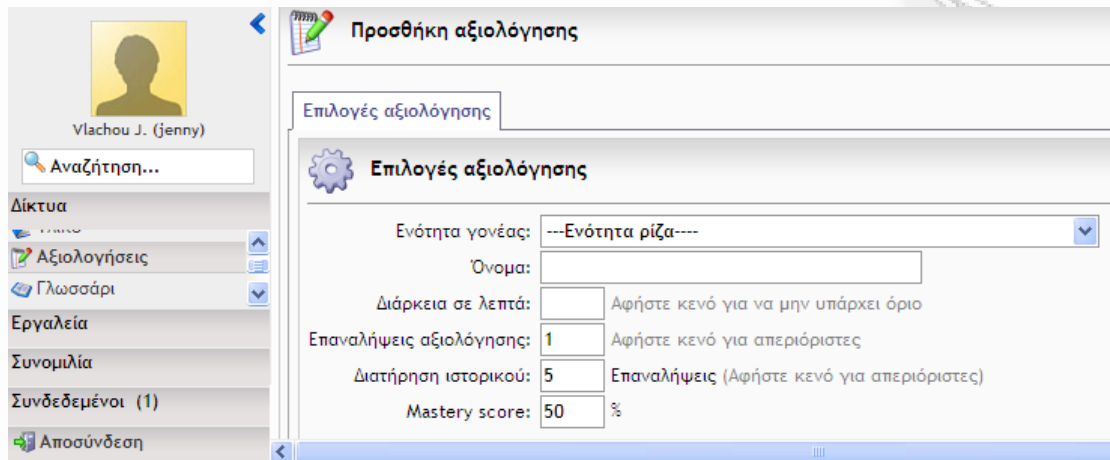 Vlachou J. (jenny)
Αναζήτηση...
Δίκτυα
Αξιολογήσεις
Γλωσσάρι
Εργαλεία
Συνομιλία
Συνδεδεμένοι (1)
Αποσύνδεση
Προσθήκη αξιολόγησης
Επιλογές αξιολόγησης
Επιλογές αξιολόγησης
Ενότητα γονέας: ---Ενότητα ρίζα----
Όνομα:
Διάρκεια σε λεπτά: Αφήστε κενό για να μην υπάρχει όριο
Επαναλήψεις αξιολόγησης: 1 Αφήστε κενό για απεριόριστες
Διατήρηση ιστορικού: 5 Επαναλήψεις (Αφήστε κενό για απεριόριστες)
Mastery score: 50 %